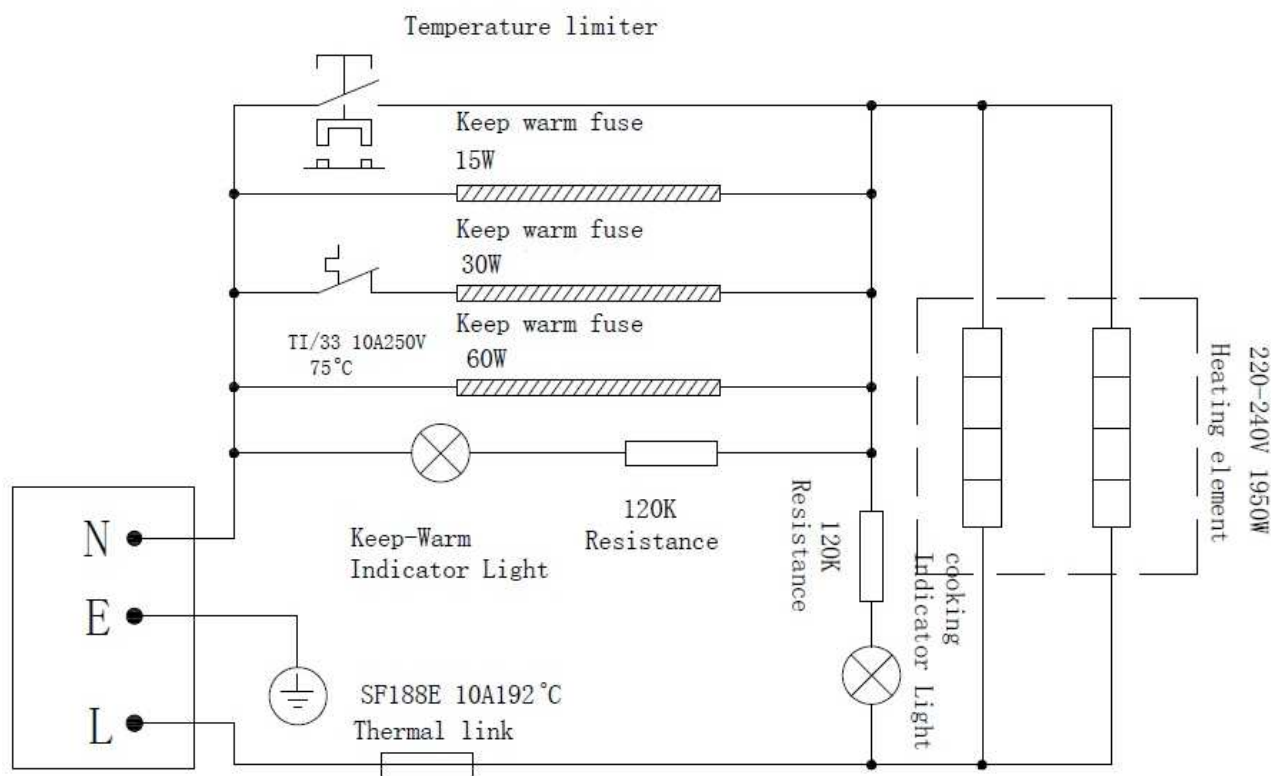 Temperature limiter
Keep warm fuse
15W
Keep warm fuse
30W
TI/33 10A250V
75°C
Keep warm fuse
60W
220-240V 1950W
Heating element
N
Keep-Warm
Indicator Light
120K
Resistance
120K
Resistance
cooking
Indicator Light
E
L
SF188E 10A192°C
Thermal link